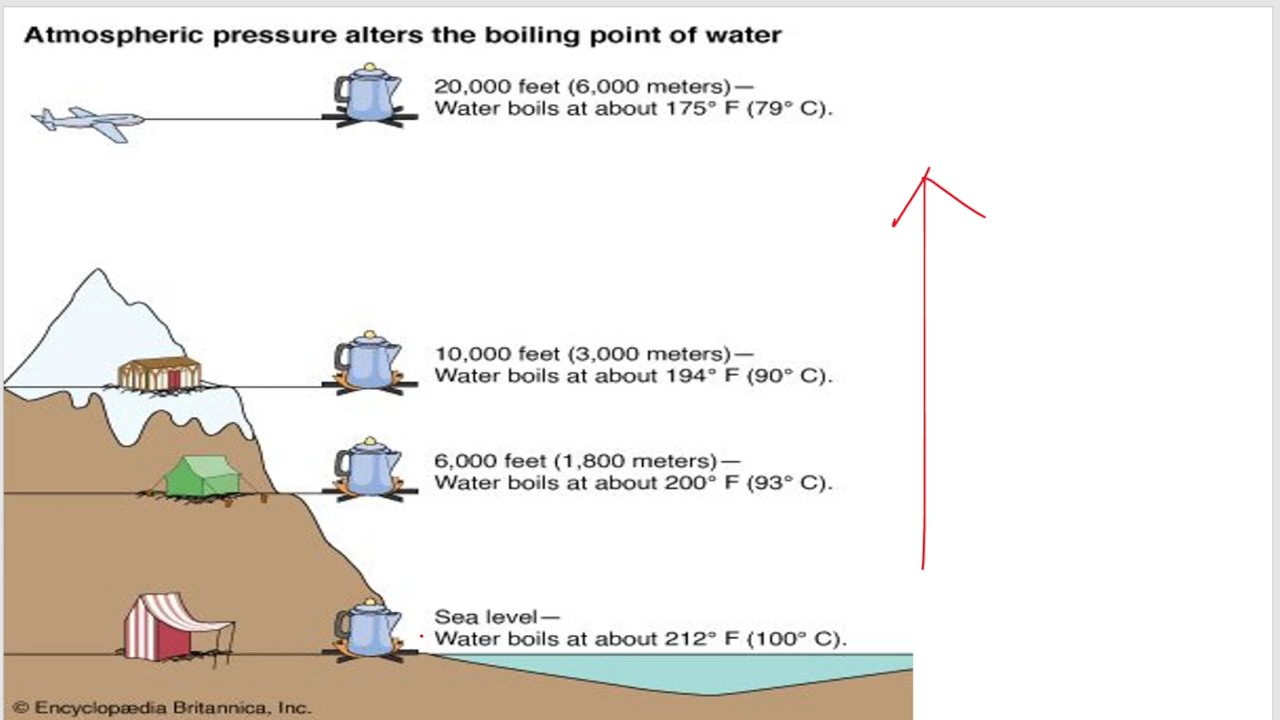 Atmospheric pressure alters the boiling point of water
20,000 feet (6,000 meters)—
Water boils at about 175° F (79° C).
10,000 feet (3,000 meters)—
Water boils at about 194° F (90° C).
6,000 feet (1,800 meters)—
Water boils at about 200° F (93° C).
Sea level—
Water boils at about 212° F (100° C).
© Encyclopædia Britannica, Inc.